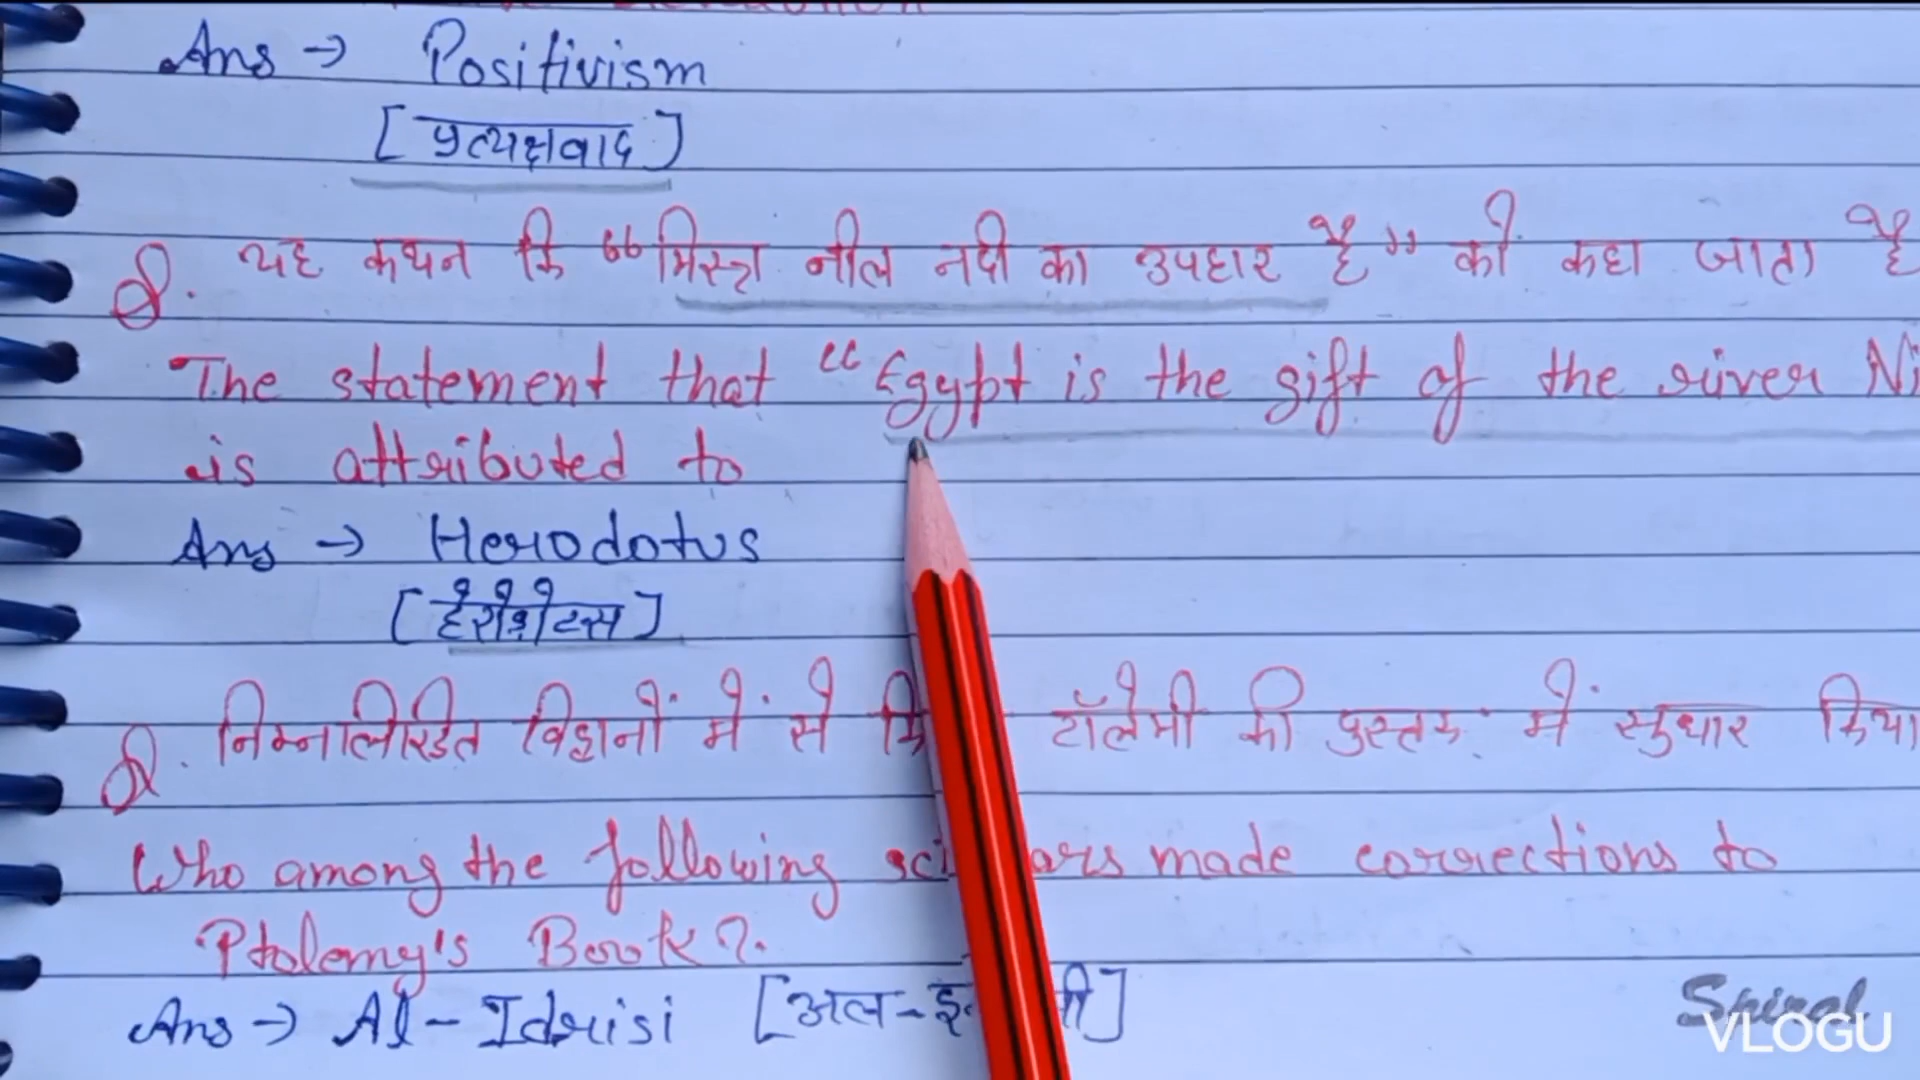 Ans → Positivism
[प्रत्यक्षवाद]
Q. यह कथन कि "मिस्त्र नील नदी का उपहार है" को कहा जाता है
The statement that "Egypt is the gift of the river Ni
is attributed to
Ans → Herodotus
[हेरोडोटस]
Q. निम्नलिखित विद्वानों में से टॉलेमी की पुस्तक में सुधार किया
Who among the following made corrections to
Ptolemy's Book?.
Ans → Al-Idrisi [अल-इ
Spiral
VLOGU